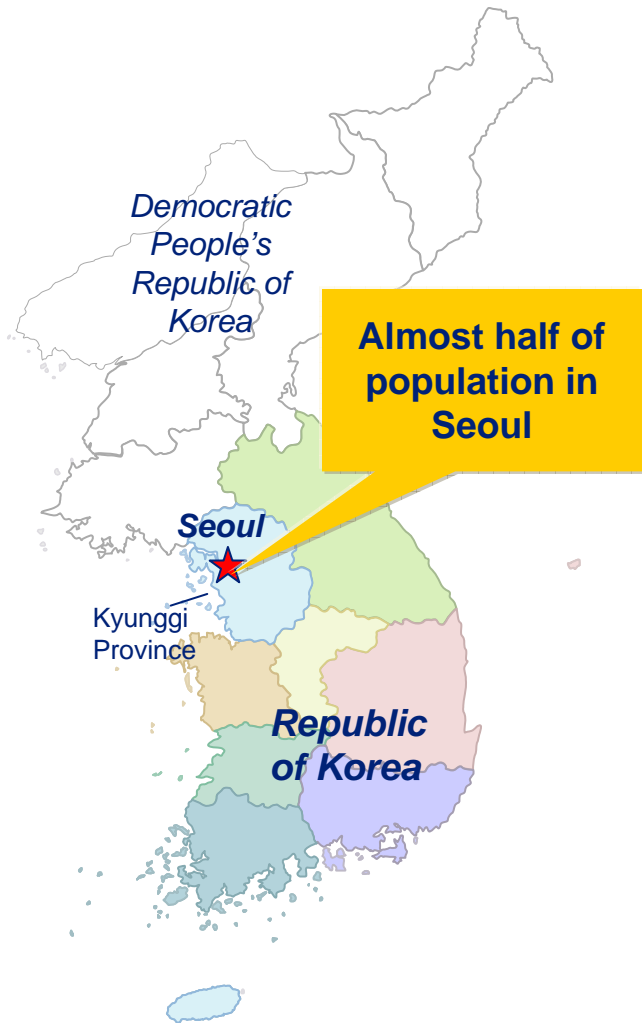 Democratic
People's
Republic of
Korea
Almost half of
population in
Seoul
Seoul
Kyunggi
Province
Republic
of Korea